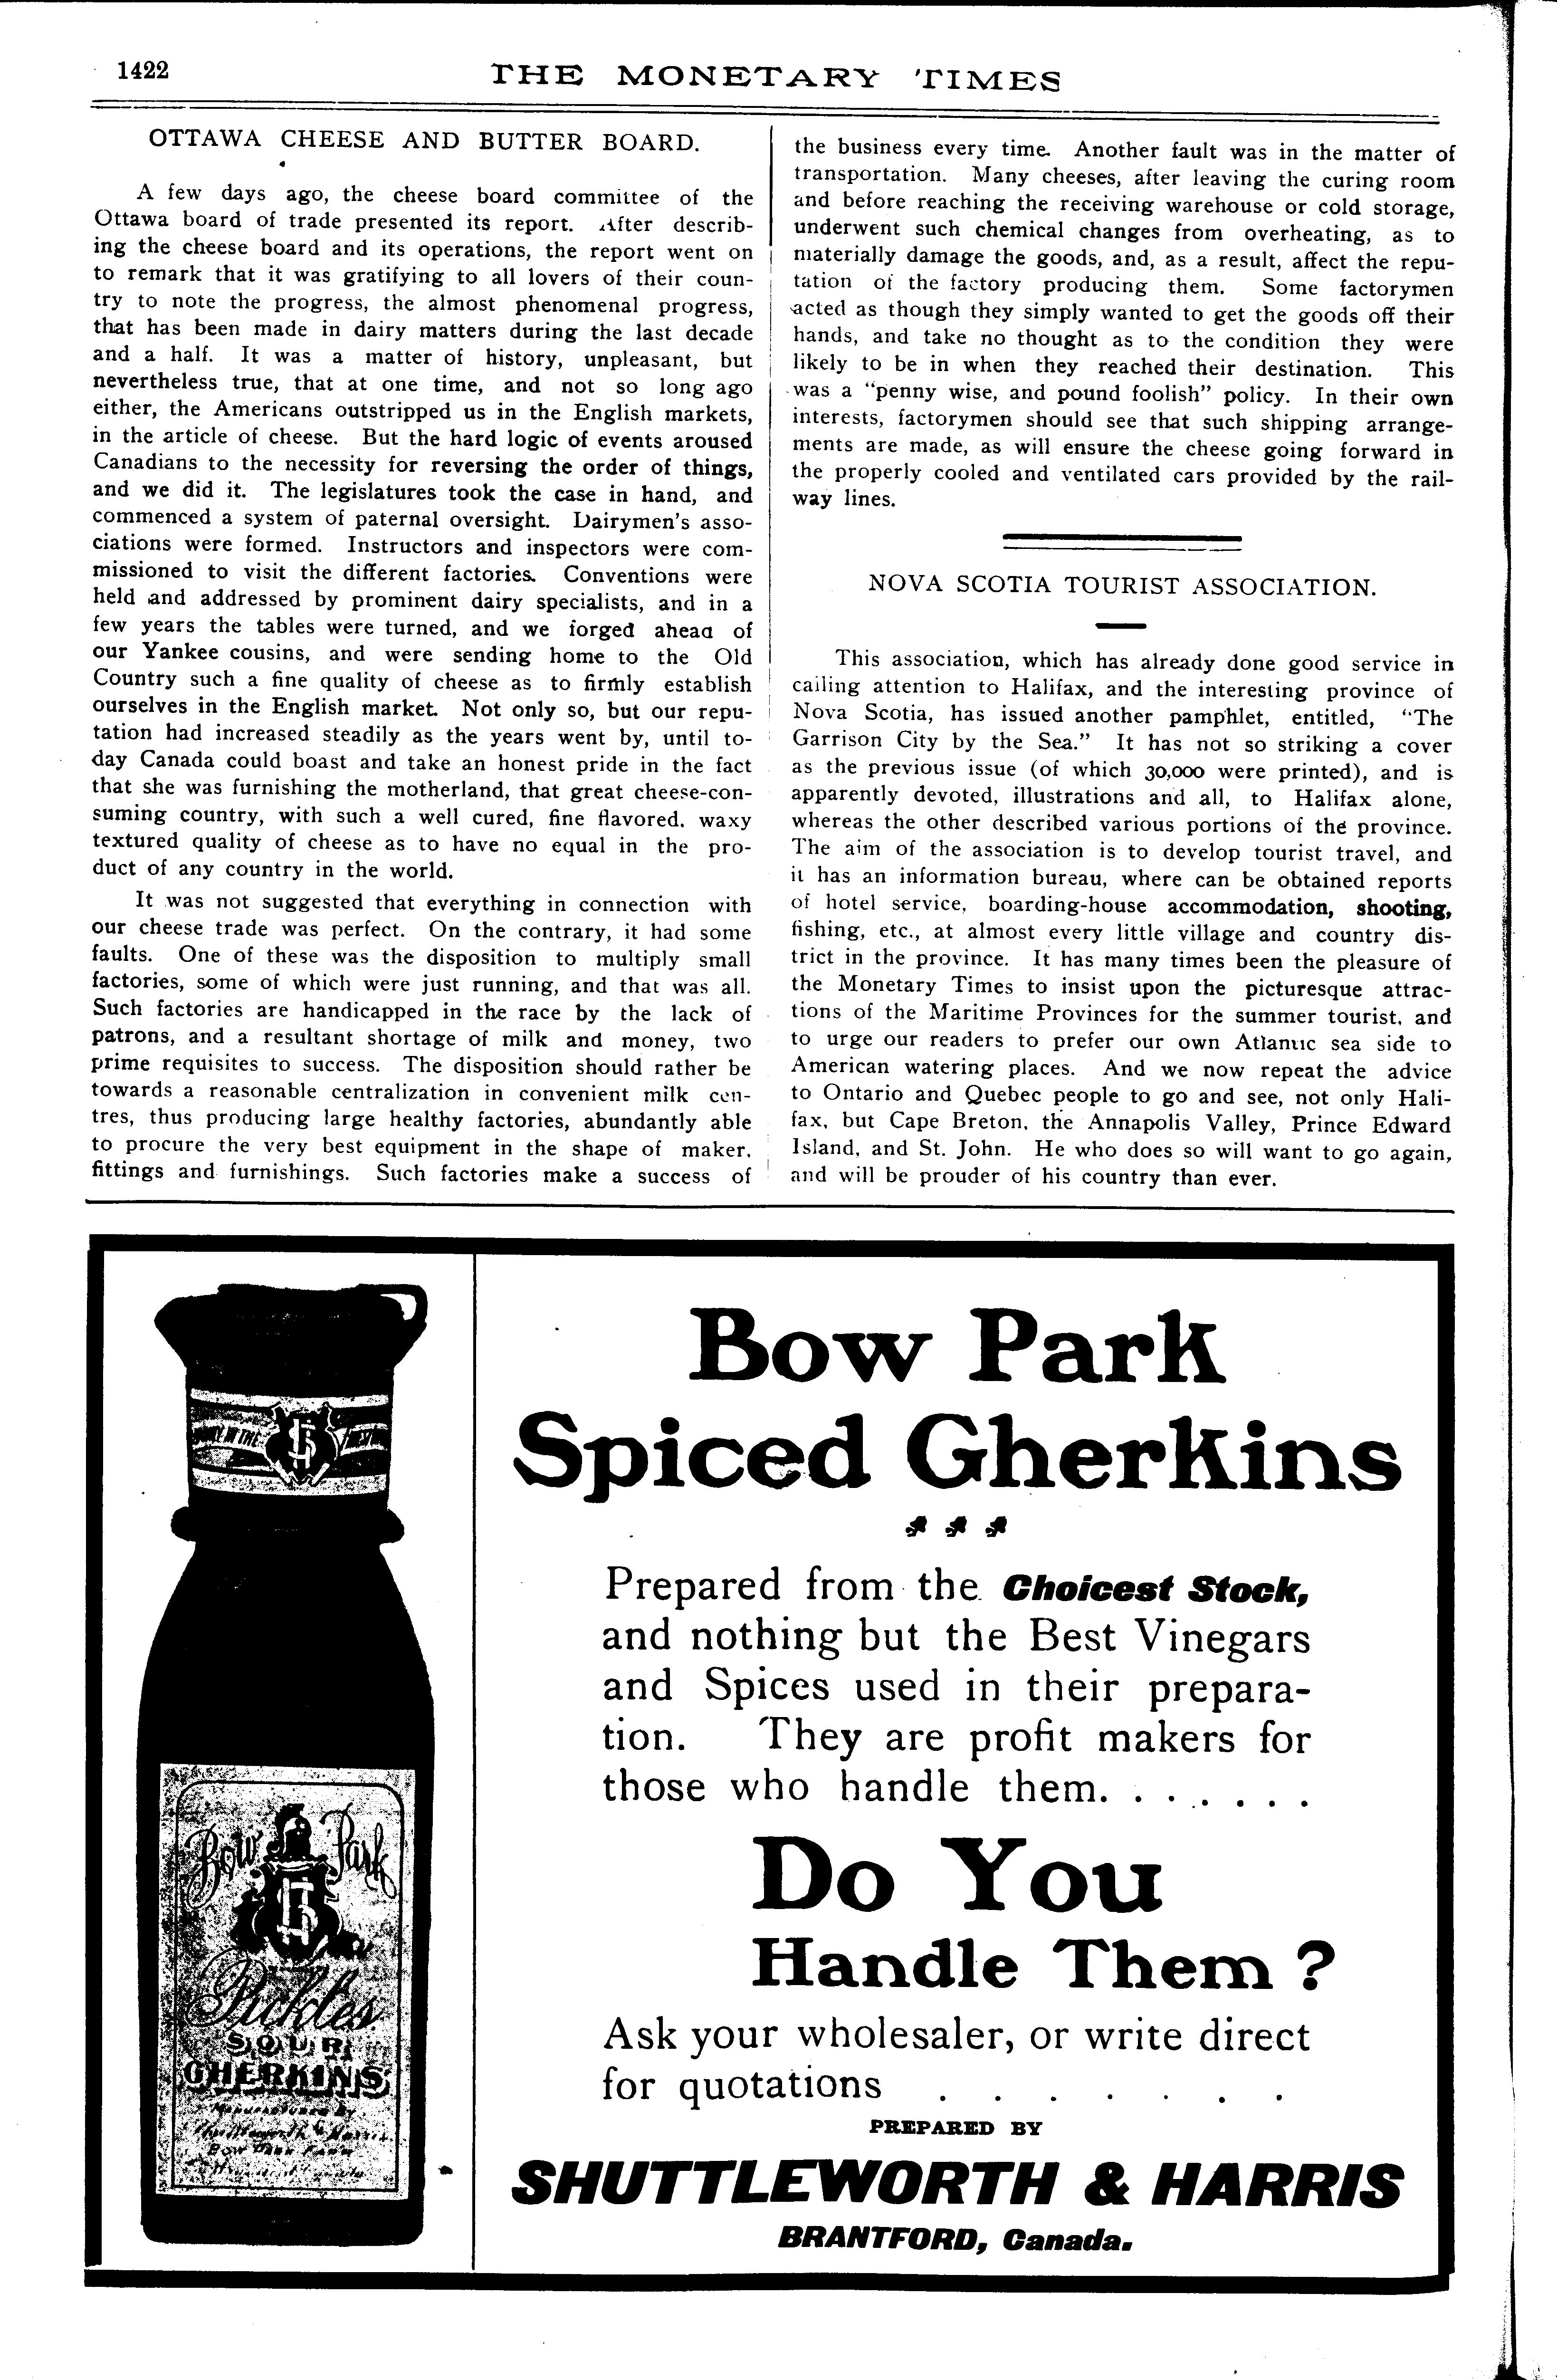 1422
THE MONETARY TIMES
OTTAWA CHEESE AND BUTTER BOARD.
A few days ago, the cheese board committee of the
Ottawa board of trade presented its report. After describ-
ing the cheese board and its operations, the report went on
to remark that it was gratifying to all lovers of their coun-
try to note the progress, the almost phenomenal progress,
that has been made in dairy matters during the last decade
and a half. It was a matter of history, unpleasant, but
nevertheless true, that at one time, and not so long ago
either, the Americans outstripped us in the English markets,
in the article of cheese. But the hard logic of events aroused
Canadians to the necessity for reversing the order of things,
and we did it. The legislatures took the case in hand, and
commenced a system of paternal oversight. Dairymen's asso-
ciations were formed. Instructors and inspectors were com-
missioned to visit the different factories. Conventions were
held and addressed by prominent dairy specialists, and in a
few years the tables were turned, and we forged ahead of
our Yankee cousins, and were sending home to the Old
Country such a fine quality of cheese as to firmly establish
ourselves in the English market. Not only so, but our repu-
tation had increased steadily as the years went by, until to-
day Canada could boast and take an honest pride in the fact
that she was furnishing the motherland, that great cheese-con-
suming country, with such a well cured, fine flavored, waxy
textured quality of cheese as to have no equal in the pro-
duct of any country in the world.
It was not suggested that everything in connection with
our cheese trade was perfect. On the contrary, it had some
faults. One of these was the disposition to multiply small
factories, some of which were just running, and that was all.
Such factories are handicapped in the race by the lack of
patrons, and a resultant shortage of milk and money, two
prime requisites to success. The disposition should rather be
towards a reasonable centralization in convenient milk cen-
tres, thus producing large healthy factories, abundantly able
to procure the very best equipment in the shape of maker,
fittings and furnishings. Such factories make a success of
the business every time. Another fault was in the matter of
transportation. Many cheeses, after leaving the curing room
and before reaching the receiving warehouse or cold storage,
underwent such chemical changes from overheating, as to
materially damage the goods, and, as a result, affect the repu-
tation of the factory producing them. Some factorymen
acted as though they simply wanted to get the goods off their
hands, and take no thought as to the condition they were
likely to be in when they reached their destination. This
was a "penny wise, and pound foolish" policy. In their own
interests, factorymen should see that such shipping arrange-
ments are made, as will ensure the cheese going forward in
the properly cooled and ventilated cars provided by the rail-
way lines.
NOVA SCOTIA TOURIST ASSOCIATION.
This association, which has already done good service in
calling attention to Halifax, and the interesting province of
Nova Scotia, has issued another pamphlet, entitled, "The
Garrison City by the Sea." It has not so striking a cover
as the previous issue (of which 30,000 were printed), and is
apparently devoted, illustrations and all, to Halifax alone,
whereas the other described various portions of the province.
The aim of the association is to develop tourist travel, and
it has an information bureau, where can be obtained reports
of hotel service, boarding-house accommodation, shooting,
fishing, etc., at almost every little village and country dis-
trict in the province. It has many times been the pleasure of
the Monetary Times to insist upon the picturesque attrac-
tions of the Maritime Provinces for the summer tourist, and
to urge our readers to prefer our own Atlantic sea side to
American watering places. And we now repeat the advice
to Ontario and Quebec people to go and see, not only Hali-
fax, but Cape Breton, the Annapolis Valley, Prince Edward
Island, and St. John. He who does so will want to go again,
and will be prouder of his country than ever.
Bow Park
Pickles
SOUR
GHERKINS
Manufactured By
Shuttleworth & Harris
Bow Park Farm
Bow Park
Spiced Gherkins
Prepared from the Choicest Stock,
and nothing but the Best Vinegars
and Spices used in their prepara-
tion. They are profit makers for
those who handle them. . . . . . .
Do You
Handle Them ?
Ask your wholesaler, or write direct
for quotations . . . . . . .
PREPARED BY
SHUTTLEWORTH & HARRIS
BRANTFORD, Canada.